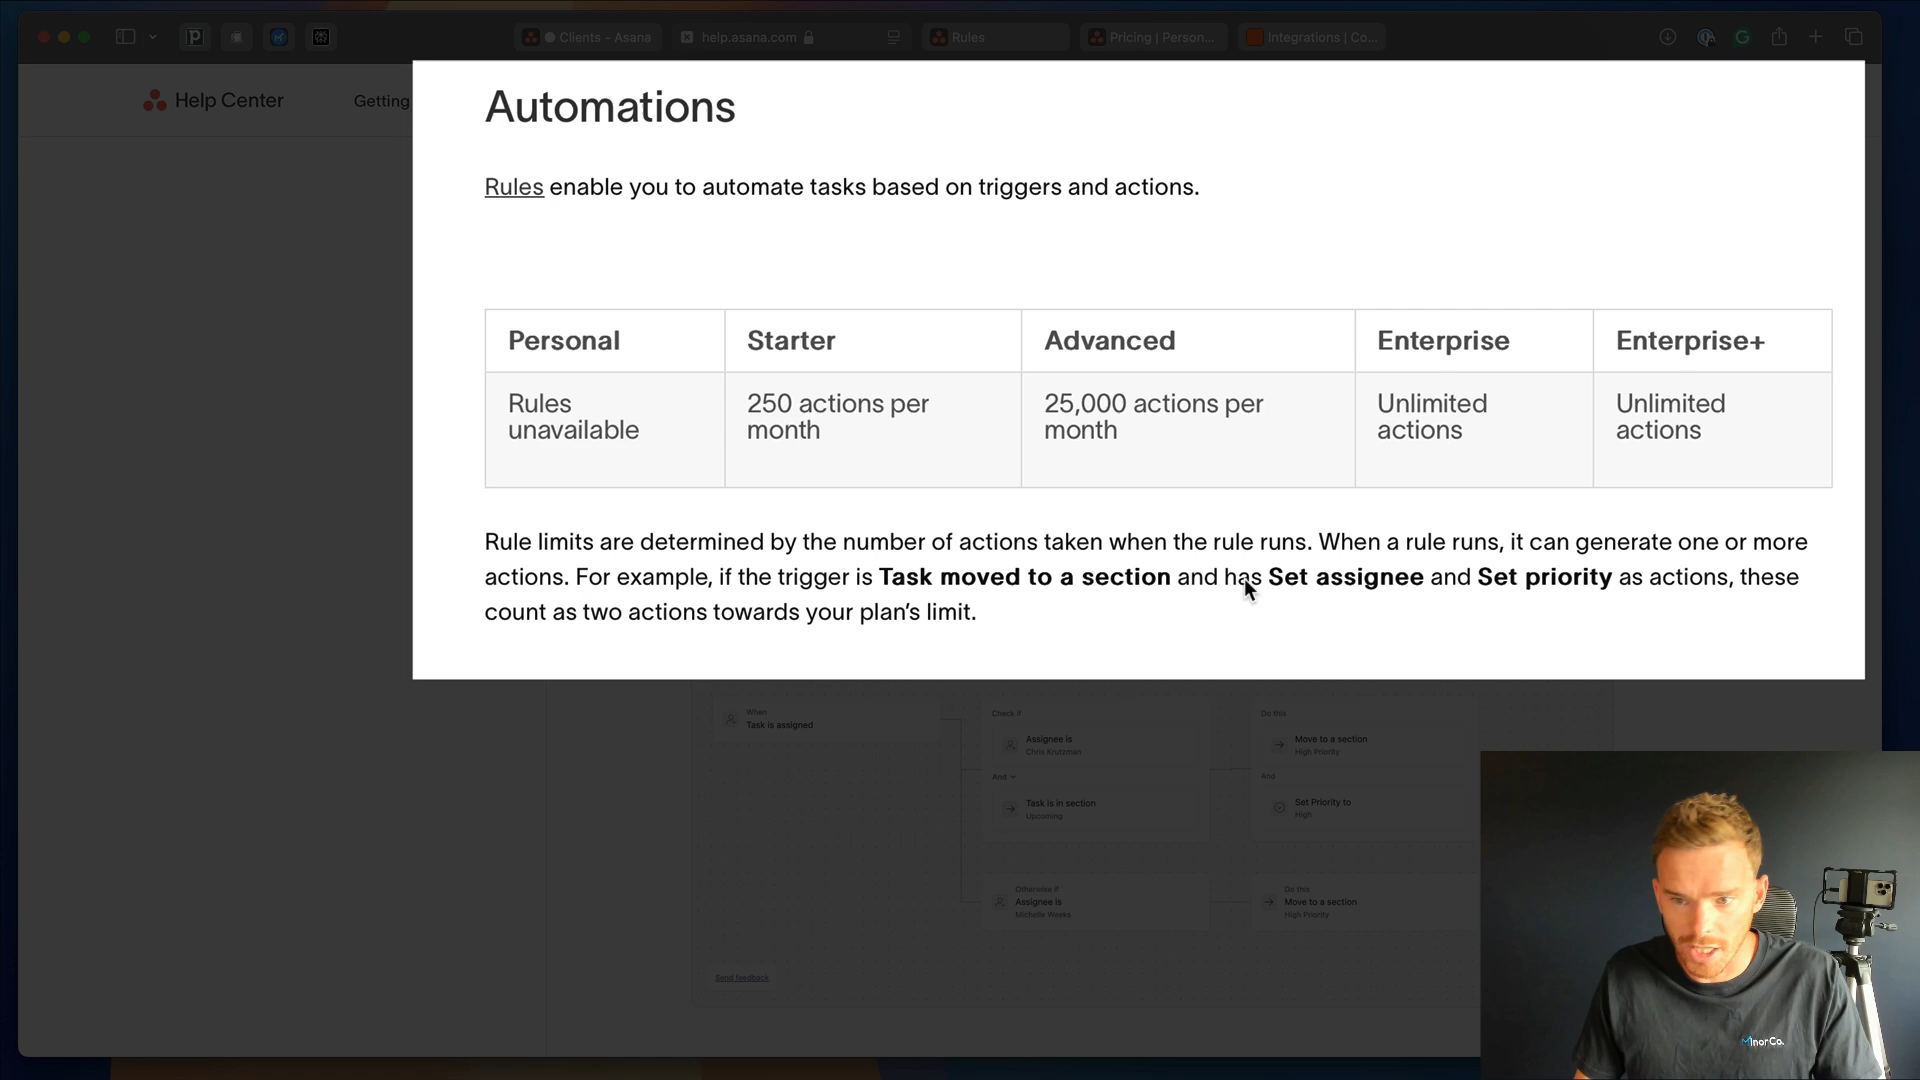 Clients - Asana
help.asana.com
Rules
Pricing | Person...
Integrations | Co...
Help Center
Getting
Automations
Rules enable you to automate tasks based on triggers and actions.
Personal
Starter
Advanced
Enterprise
Enterprise+
Rules
unavailable
250 actions per
month
25,000 actions per
month
Unlimited
actions
Unlimited
actions
Rule limits are determined by the number of actions taken when the rule runs. When a rule runs, it can generate one or more
actions. For example, if the trigger is Task moved to a section and has Set assignee and Set priority as actions, these
count as two actions towards your plan’s limit.
When
Task is assigned
Check if
Assignee is
Chris Krutzman
And
Task is in section
Upcoming
Do this
Move to a section
High Priority
And
Set Priority to
High
Otherwise if
Assignee is
Michelle Weeks
Do this
Move to a section
High Priority
Send feedback
MinorCo.